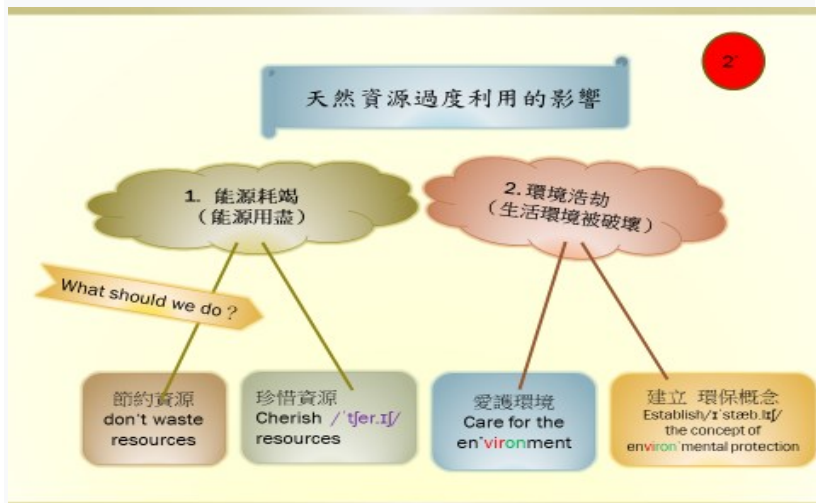 2'
天然資源過度利用的影響
1. 能源耗竭
（能源用盡）
2. 環境浩劫
（生活環境被破壞）
What should we do？
節約資源
don't waste
resources
珍惜資源
Cherish /ˈtʃer.ɪʃ/
resources
愛護環境
Care for the
enˈvironment
建立 環保概念
Establish/ɪˈstæb.lɪʃ/
the concept of
environˈmental protection